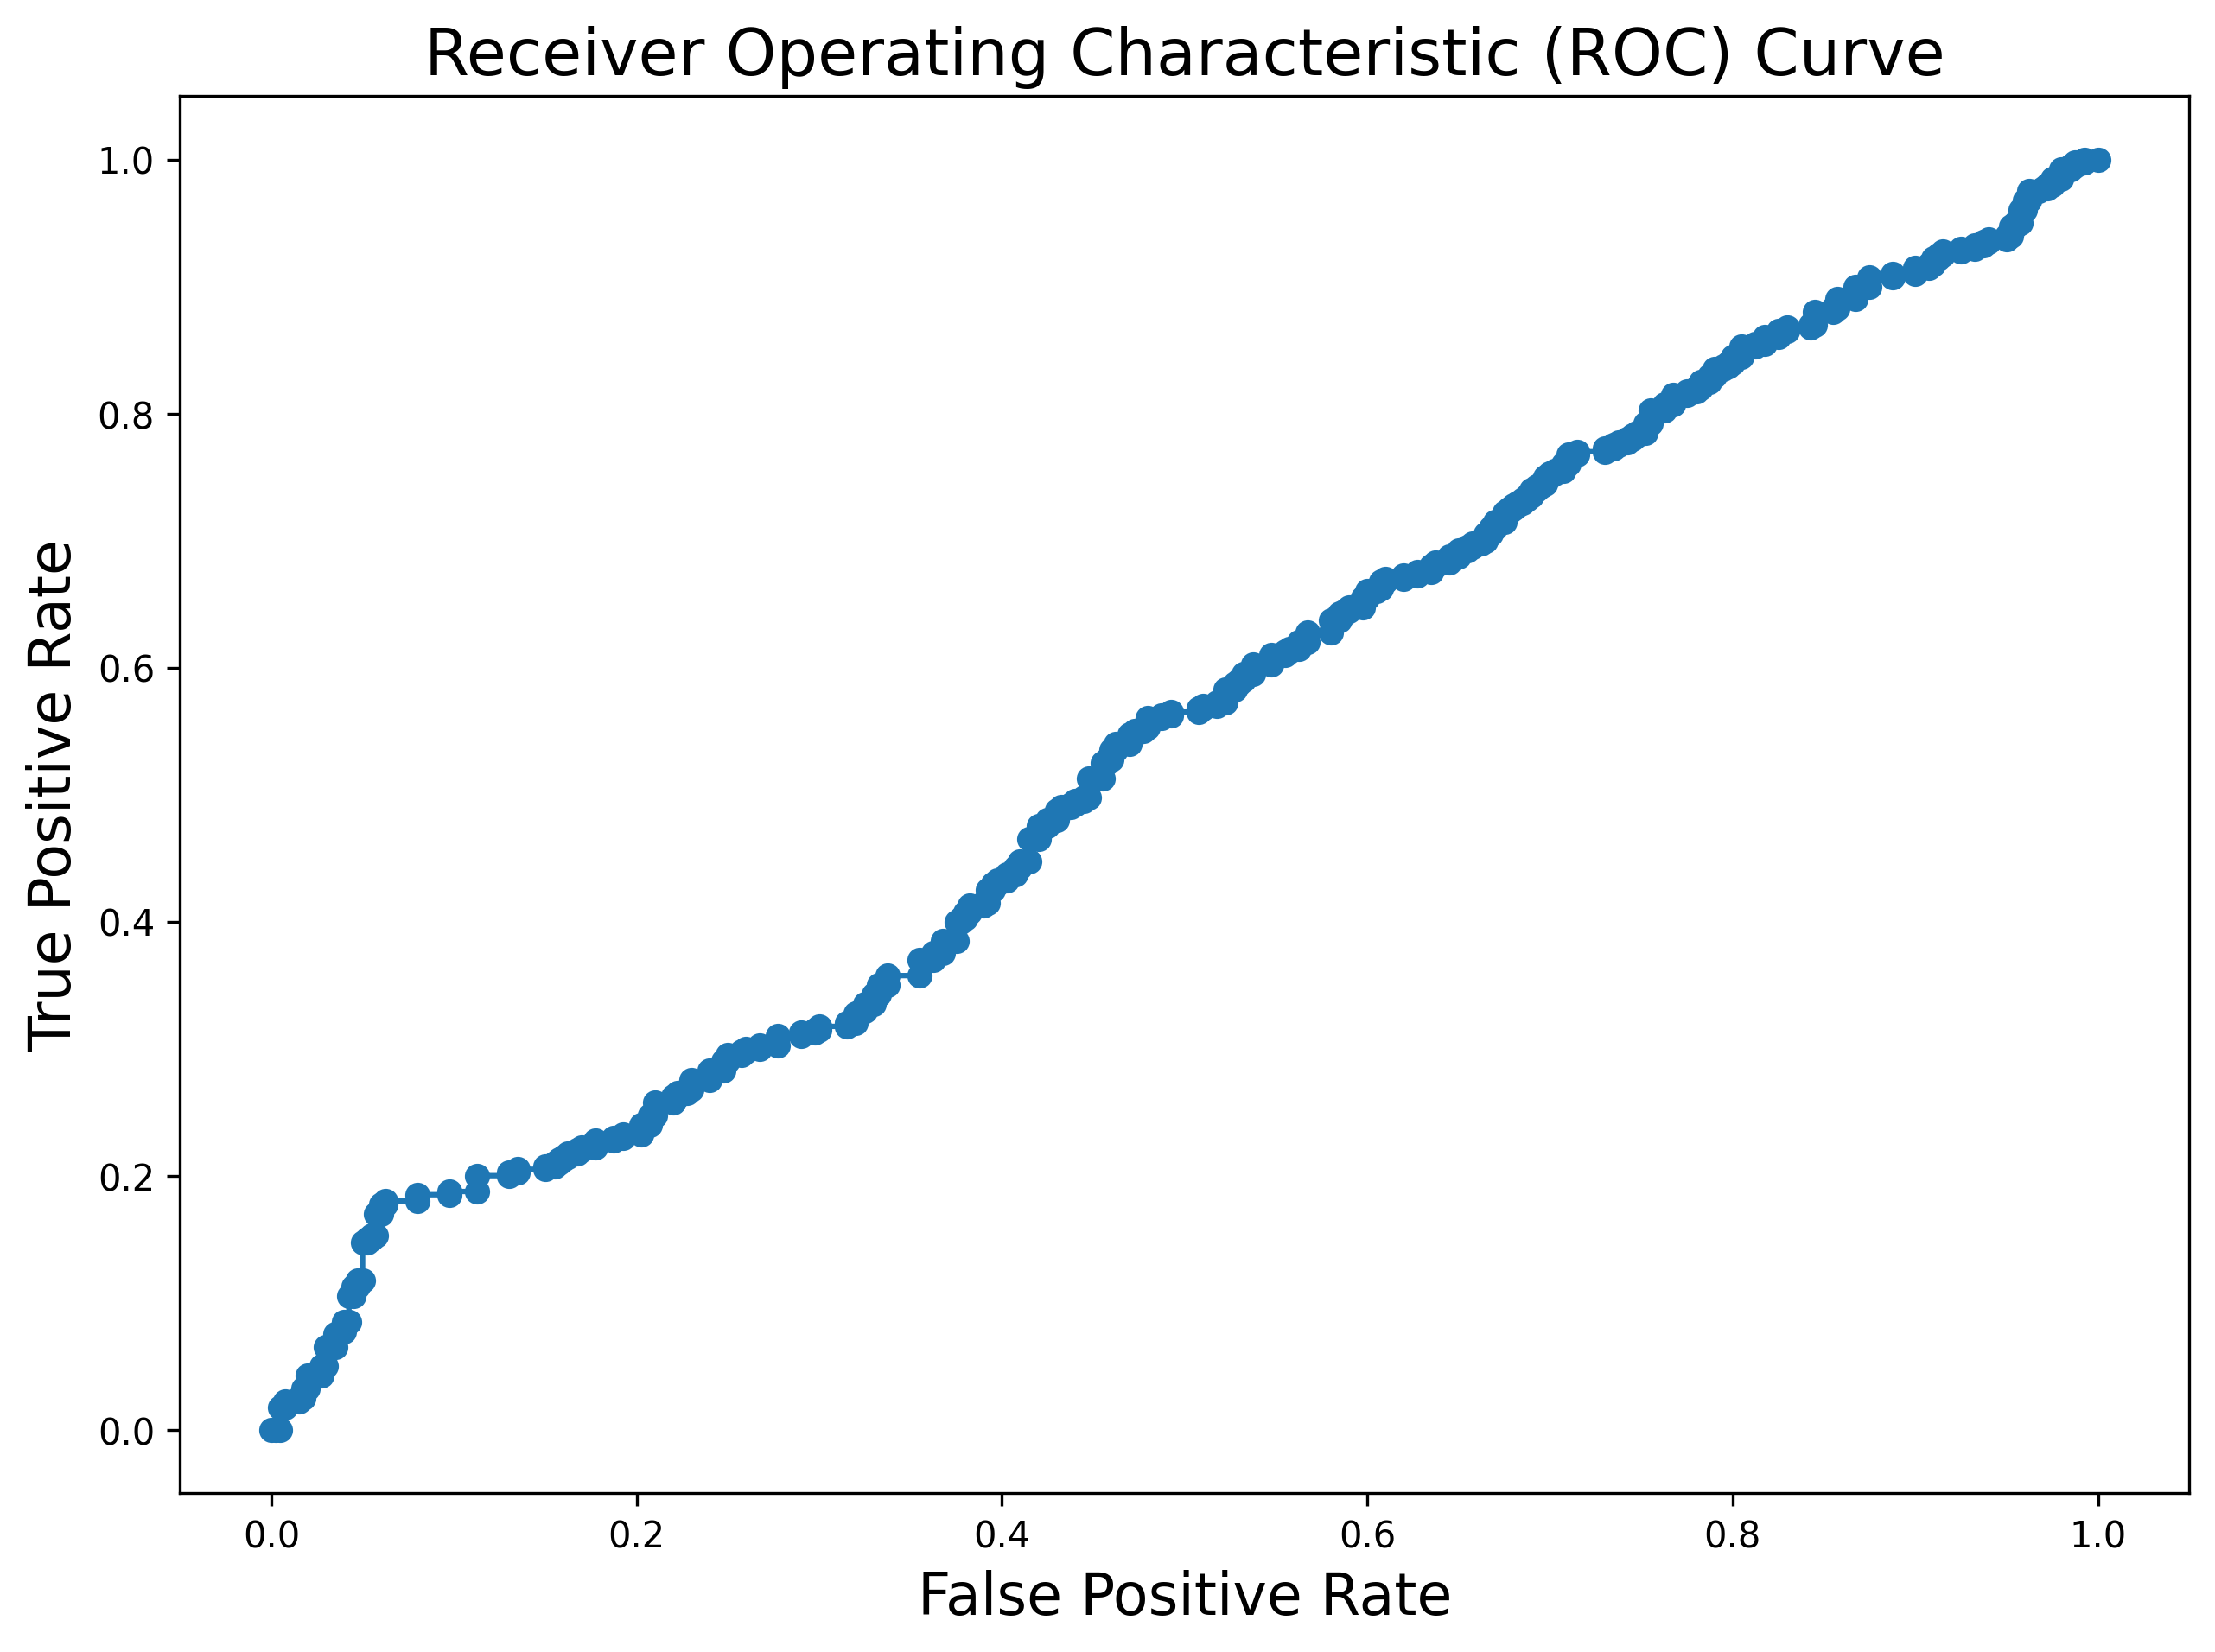 Receiver Operating Characteristic (ROC) Curve
True Positive Rate
1.0
0.8
0.6
0.4
0.2
0.0
0.0 0.2 0.4 0.6 0.8 1.0
False Positive Rate